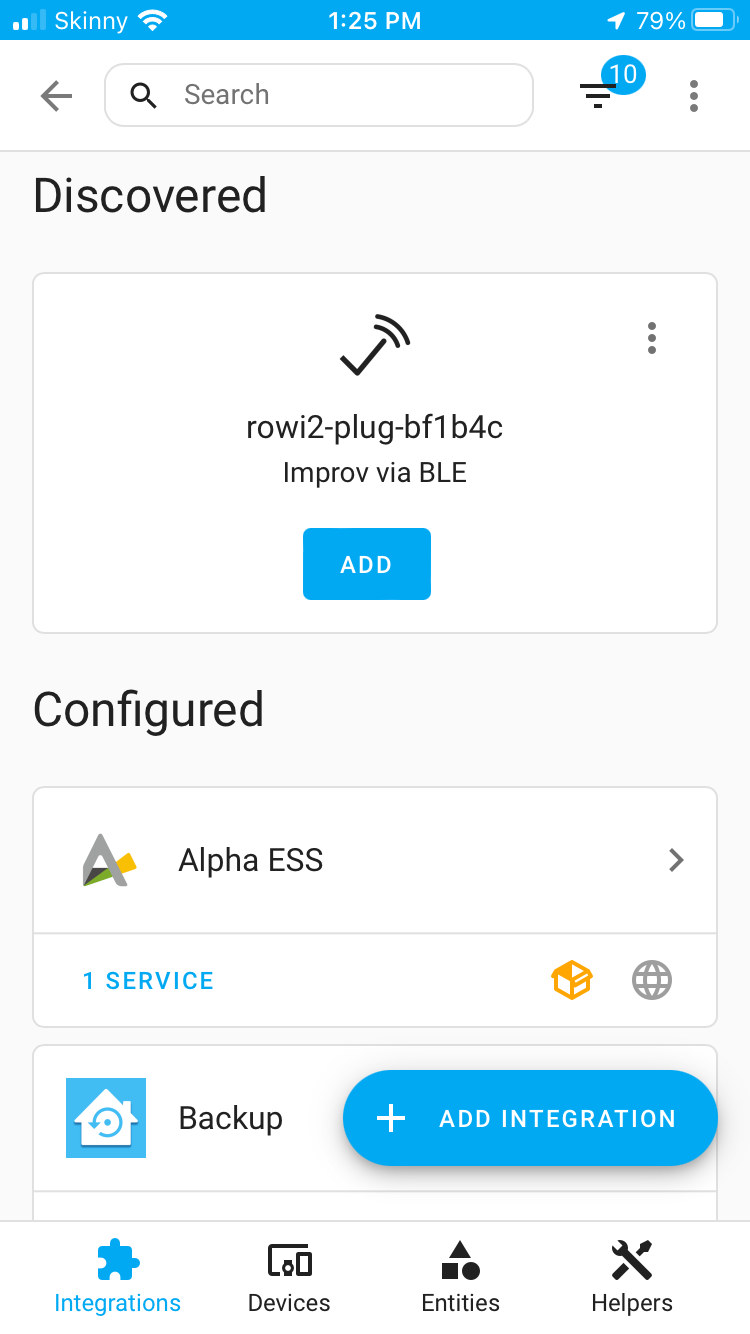 Skinny 1:25 PM 79%
Search 10
Discovered
rowi2-plug-bf1b4c
Improv via BLE
ADD
Configured
Alpha ESS
1 SERVICE
Backup
ADD INTEGRATION
Integrations Devices Entities Helpers